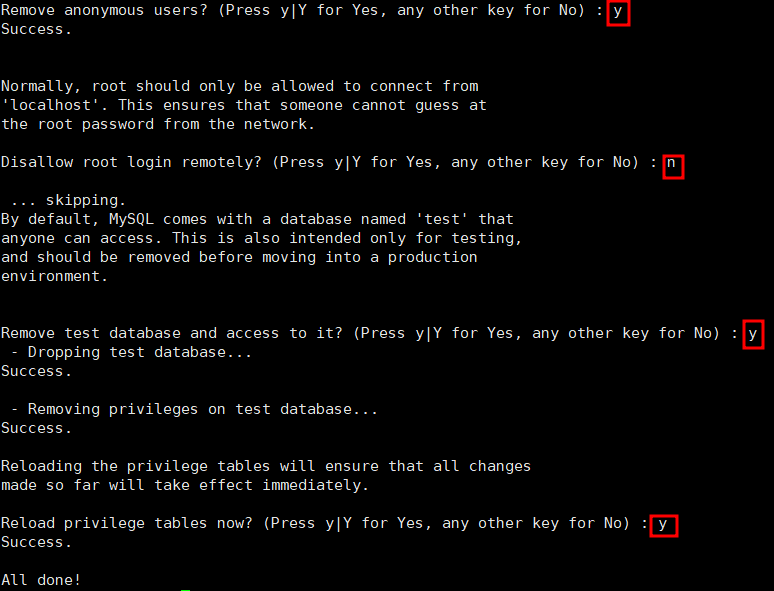 Remove anonymous users? (Press y|Y for Yes, any other key for No) : y
Success.
Normally, root should only be allowed to connect from
'localhost'. This ensures that someone cannot guess at
the root password from the network.
Disallow root login remotely? (Press y|Y for Yes, any other key for No) : n
... skipping.
By default, MySQL comes with a database named 'test' that
anyone can access. This is also intended only for testing,
and should be removed before moving into a production
environment.
Remove test database and access to it? (Press y|Y for Yes, any other key for No) : y
- Dropping test database...
Success.
- Removing privileges on test database...
Success.
Reloading the privilege tables will ensure that all changes
made so far will take effect immediately.
Reload privilege tables now? (Press y|Y for Yes, any other key for No) : y
Success.
All done!